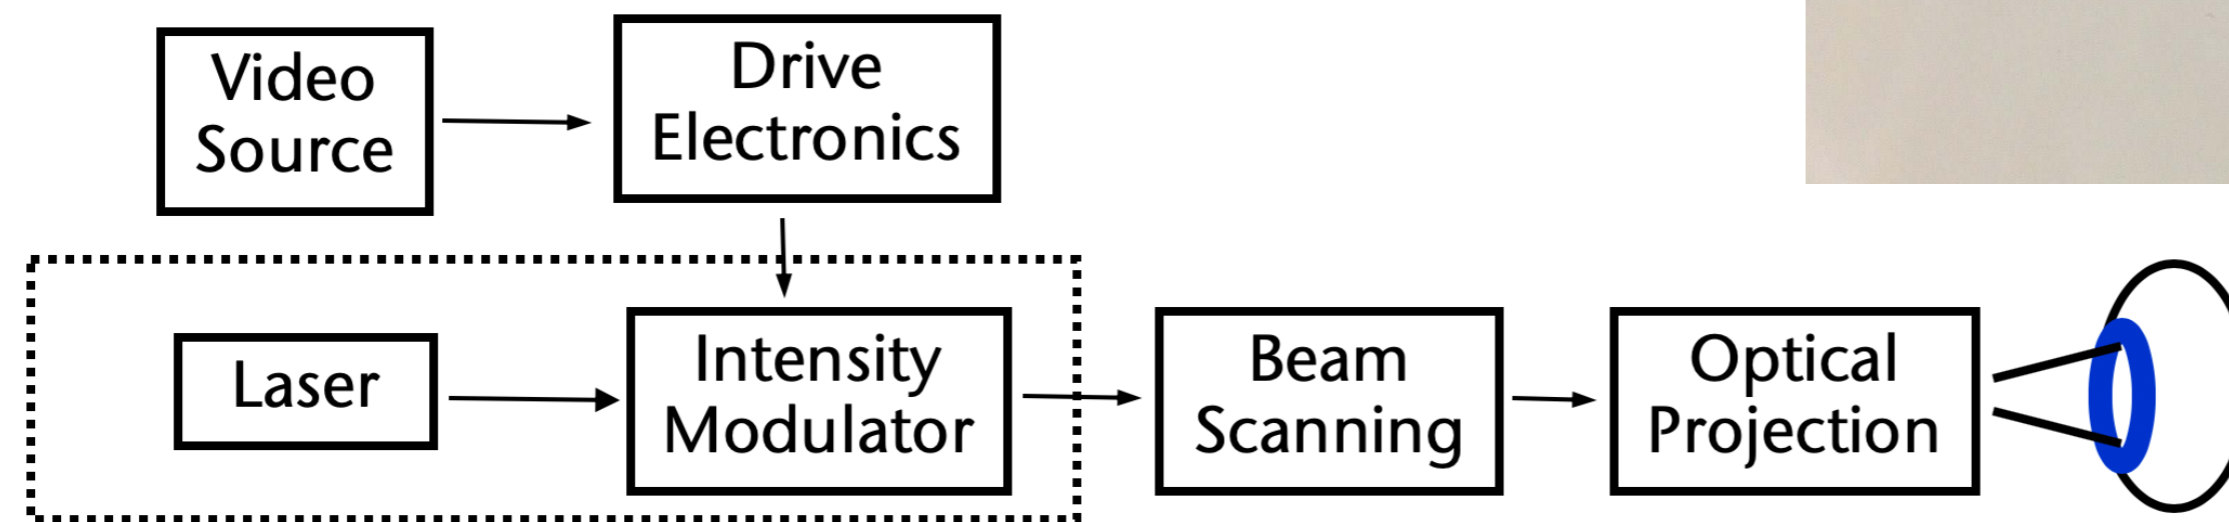 Video
Source
Drive
Electronics
Laser
Intensity
Modulator
Beam
Scanning
Optical
Projection